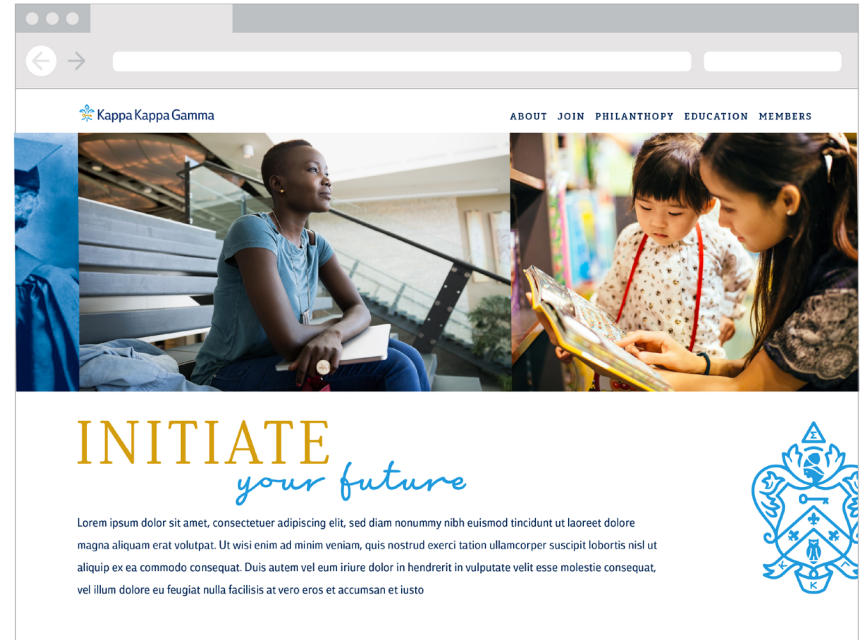 Kappa Kappa Gamma
ABOUT JOIN PHILANTHOPY EDUCATION MEMBERS
INITIATE
your future
Lorem ipsum dolor sit amet, consectetuer adipiscing elit, sed diam nonummy nibh euismod tincidunt ut laoreet dolore
magna aliquam erat volutpat. Ut wisi enim ad minim veniam, quis nostrud exerci tation ullamcorper suscipit lobortis nisl ut
aliquip ex ea commodo consequat. Duis autem vel eum iriure dolor in hendrerit in vulputate velit esse molestie consequat,
vel illum dolore eu feugiat nulla facilisis at vero eros et accumsan et iusto
Σ
K Γ
K